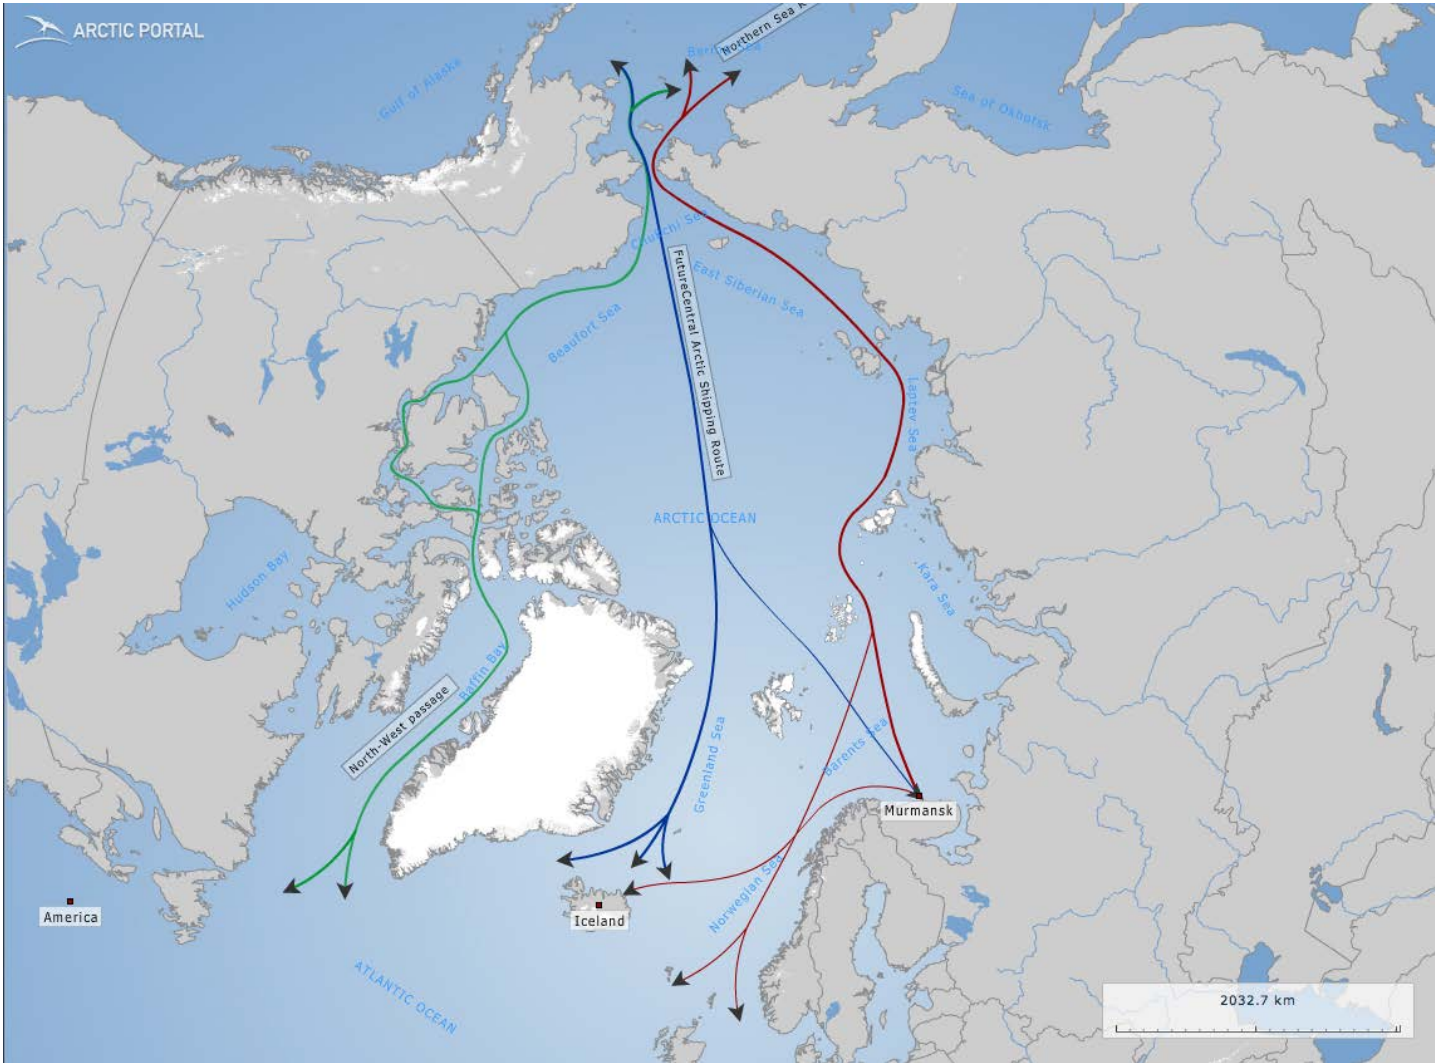 ARCTIC PORTAL
Northern Sea R
Bering Sea
Gulf of Alaska
Sea of Okhotsk
Chukchi Sea
East Siberian Sea
FutureCentral Arctic Shipping Route
Beaufort Sea
Laptev Sea
ARCTIC OCEAN
Hudson Bay
Kara Sea
Baffin Bay
North-West passage
Greenland Sea
Barents Sea
Murmansk
America
Iceland
Norwegian Sea
ATLANTIC OCEAN
2032.7 km